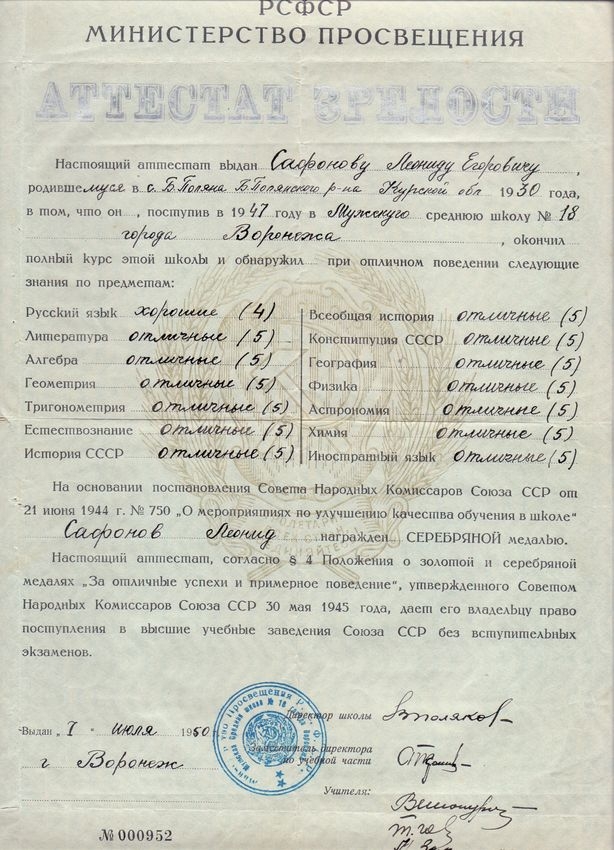 РСФСР
МИНИСТЕРСТВО ПРОСВЕЩЕНИЯ
АТТЕСТАТ ЗРЕЛОСТИ
Настоящий аттестат выдан Сафонову Леониду Егоровичу,
родившемуся в с. Б.Поляна Б.Полянского р-на Курской обл 1930 года,
в том, что он, поступив в 1947 году в Мужскую среднюю школу № 18
города Воронежа, окончил
полный курс этой школы и обнаружил при отличном поведении следующие
знания по предметам:
Русский язык хорошие (4)
Литература отличные (5)
Алгебра отличные (5)
Геометрия отличные (5)
Тригонометрия отличные (5)
Естествознание отличные (5)
История СССР отличные (5)
Всеобщая история отличные (5)
Конституция СССР отличные (5)
География отличные (5)
Физика отличные (5)
Астрономия отличные (5)
Химия отличные (5)
Иностратый язык отличные (5)
На основании постановления Совета Народных Комиссаров Союза ССР от
21 июня 1944 г. № 750 „О мероприятиях по улучшению качества обучения в школе“
Сафонов Леонид награжден СЕРЕБРЯНОЙ медалью.
Настоящий аттестат, согласно § 4 Положения о золотой и серебряной
медалях „За отличные успехи и примерное поведение“, утвержденного Советом
Народных Комиссаров Союза ССР 30 мая 1945 года, дает его владельцу право
поступления в высшие учебные заведения Союза ССР без вступительных
экзаменов.
Выдан „1“ июля 1950
г Воронеж
Директор школы
Заместитель директора
по учебной части
Учителя:
№ 000952